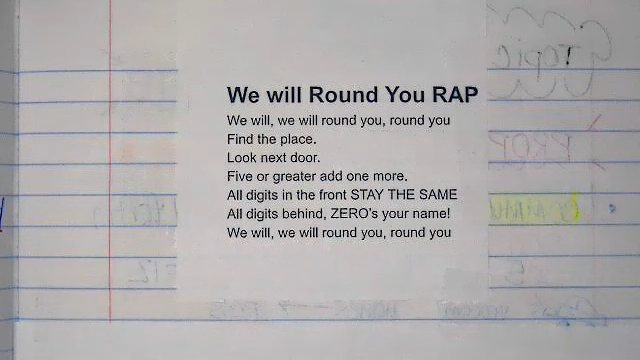 We will Round You RAP
We will, we will round you, round you
Find the place.
Look next door.
Five or greater add one more.
All digits in the front STAY THE SAME
All digits behind, ZERO's your name!
We will, we will round you, round you